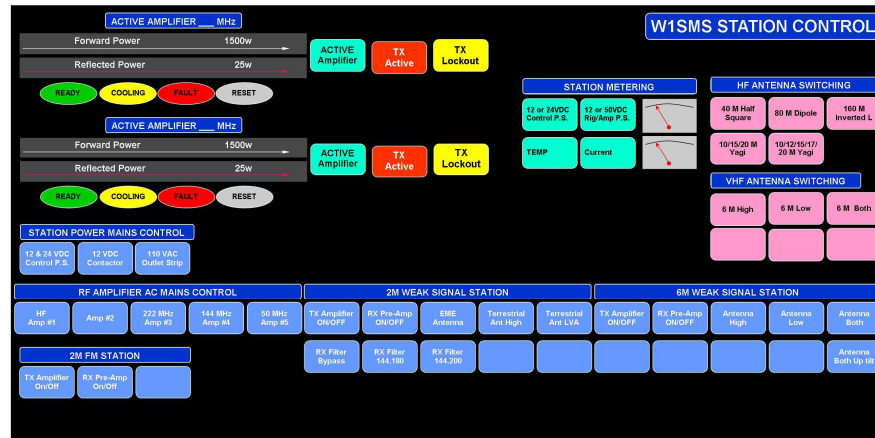 ACTIVE AMPLIFIER ___ MHz
Forward Power 1500w
Reflected Power 25w
READY COOLING FAULT RESET
ACTIVE
Amplifier
TX
Active
TX
Lockout
ACTIVE AMPLIFIER ___ MHz
Forward Power 1500w
Reflected Power 25w
READY COOLING FAULT RESET
ACTIVE
Amplifier
TX
Active
TX
Lockout
W1SMS STATION CONTROL
STATION METERING
12 or 24VDC
Control P.S.
12 or 50VDC
Rig/Amp P.S.
TEMP
Current
HF ANTENNA SWITCHING
40 M Half
Square
80 M Dipole
160 M
Inverted L
10/15/20 M
Yagi
10/12/15/17/
20 M Yagi
VHF ANTENNA SWITCHING
6 M High
6 M Low
6 M Both
STATION POWER MAINS CONTROL
12 & 24 VDC
Control P.S.
12 VDC
Contactor
110 VAC
Outlet Strip
RF AMPLIFIER AC MAINS CONTROL
HF
Amp #1
Amp #2
222 MHz
Amp #3
144 MHz
Amp #4
50 MHz
Amp #5
2M WEAK SIGNAL STATION
TX Amplifier
ON/OFF
RX Pre-Amp
ON/OFF
EME
Antenna
Terrestrial
Ant High
Terrestrial
Ant LVA
RX Filter
Bypass
RX Filter
144.180
RX Filter
144.200
6M WEAK SIGNAL STATION
TX Amplifier
ON/OFF
RX Pre-Amp
ON/OFF
Antenna
High
Antenna
Low
Antenna
Both
Antenna
Both Up tilt
2M FM STATION
TX Amplifier
On/Off
RX Pre-Amp
On/Off